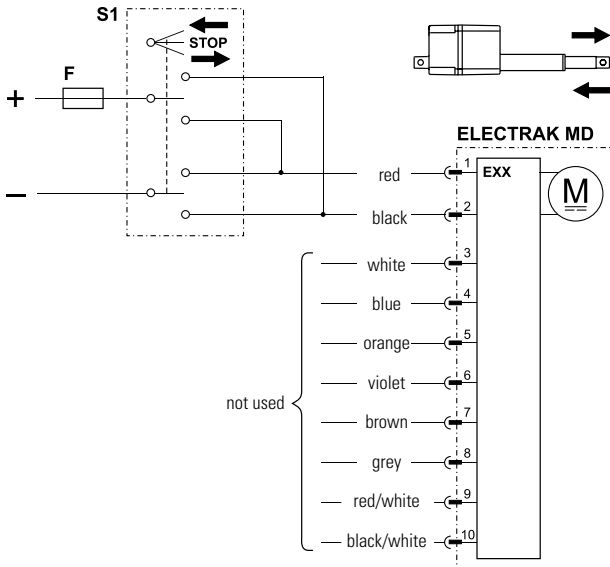 S1
STOP
F
+
–
ELECTRAK MD
red
1
EXX
M
black
2
white
3
blue
4
orange
5
violet
6
not used
brown
7
grey
8
red/white
9
black/white
10